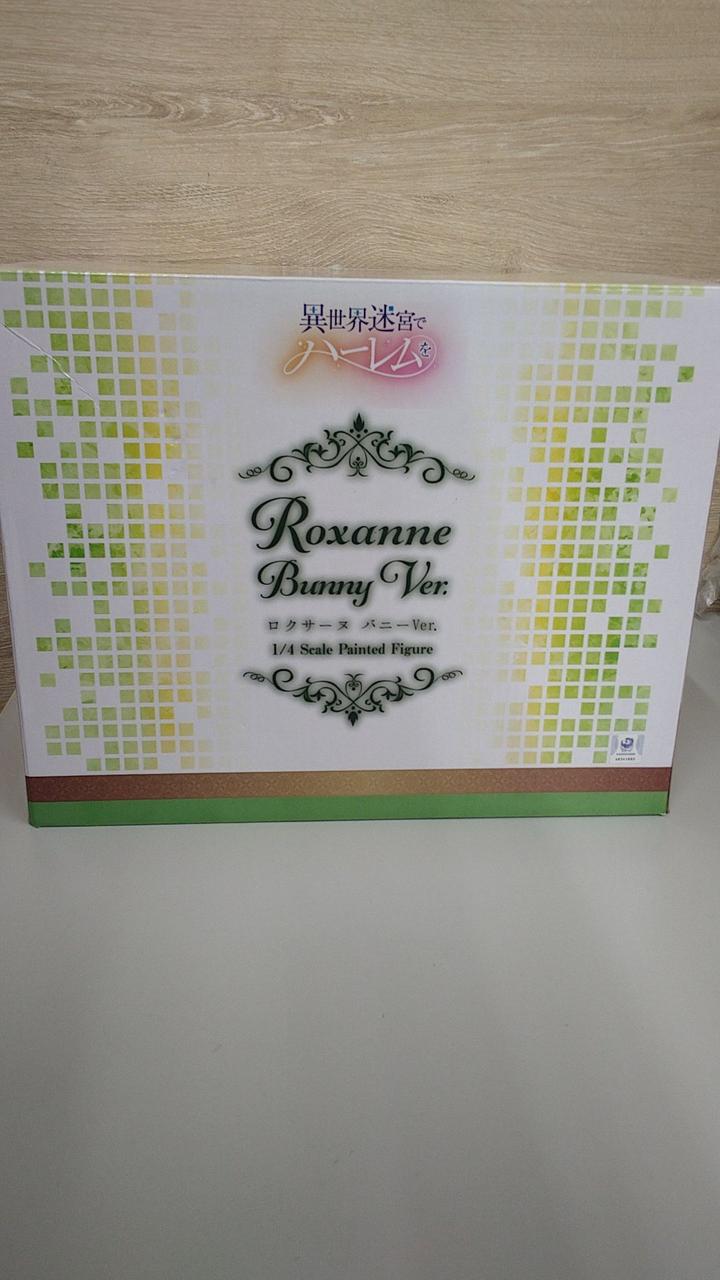 異世界迷宮で
ハーレムを
Roxanne
Bunny Ver.
ロクサーヌ バニーVer.
1/4 Scale Painted Figure